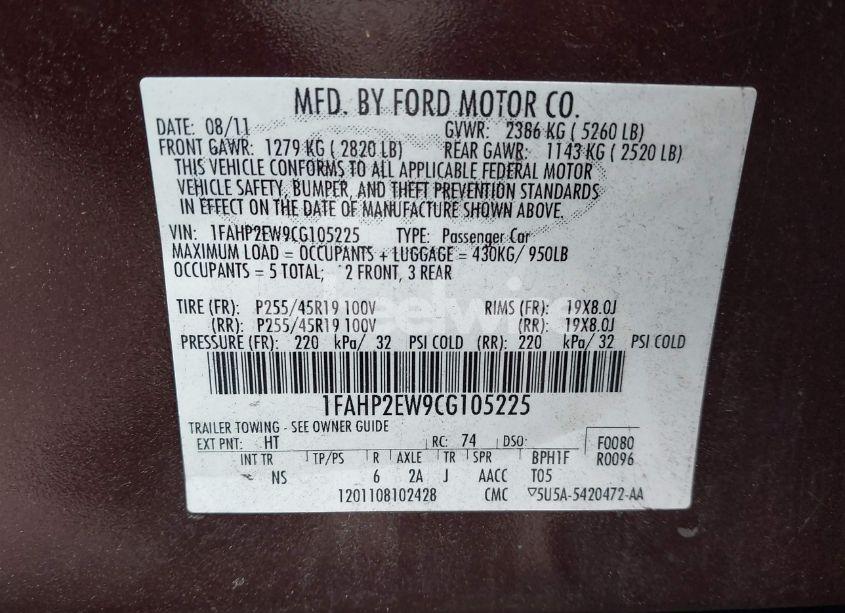 MFD. BY FORD MOTOR CO.
DATE: 08/11 GVWR: 2386 KG ( 5260 LB)
FRONT GAWR: 1279 KG ( 2820 LB) REAR GAWR: 1143 KG ( 2520 LB)
THIS VEHICLE CONFORMS TO ALL APPLICABLE FEDERAL MOTOR
VEHICLE SAFETY, BUMPER, AND THEFT PREVENTION STANDARDS
IN EFFECT ON THE DATE OF MANUFACTURE SHOWN ABOVE.
VIN: 1FAHP2EW9CG105225 TYPE: Passenger Car
MAXIMUM LOAD = OCCUPANTS + LUGGAGE = 430KG/ 950LB
OCCUPANTS = 5 TOTAL; 2 FRONT, 3 REAR
TIRE (FR): P255/45R19 100V RIMS (FR): 19X8.0J
(RR): P255/45R19 100V (RR): 19X8.0J
PRESSURE (FR): 220 kPa/ 32 PSI COLD (RR): 220 kPa/ 32 PSI COLD
1FAHP2EW9CG105225
TRAILER TOWING - SEE OWNER GUIDE
EXT PNT: HT RC: 74 DSO: F0080
INT TR TP/PS R AXLE TR SPR BPH1F R0096
NS 6 2A J AACC T05
1201108102428 CMC ▽5U5A-5420472-AA